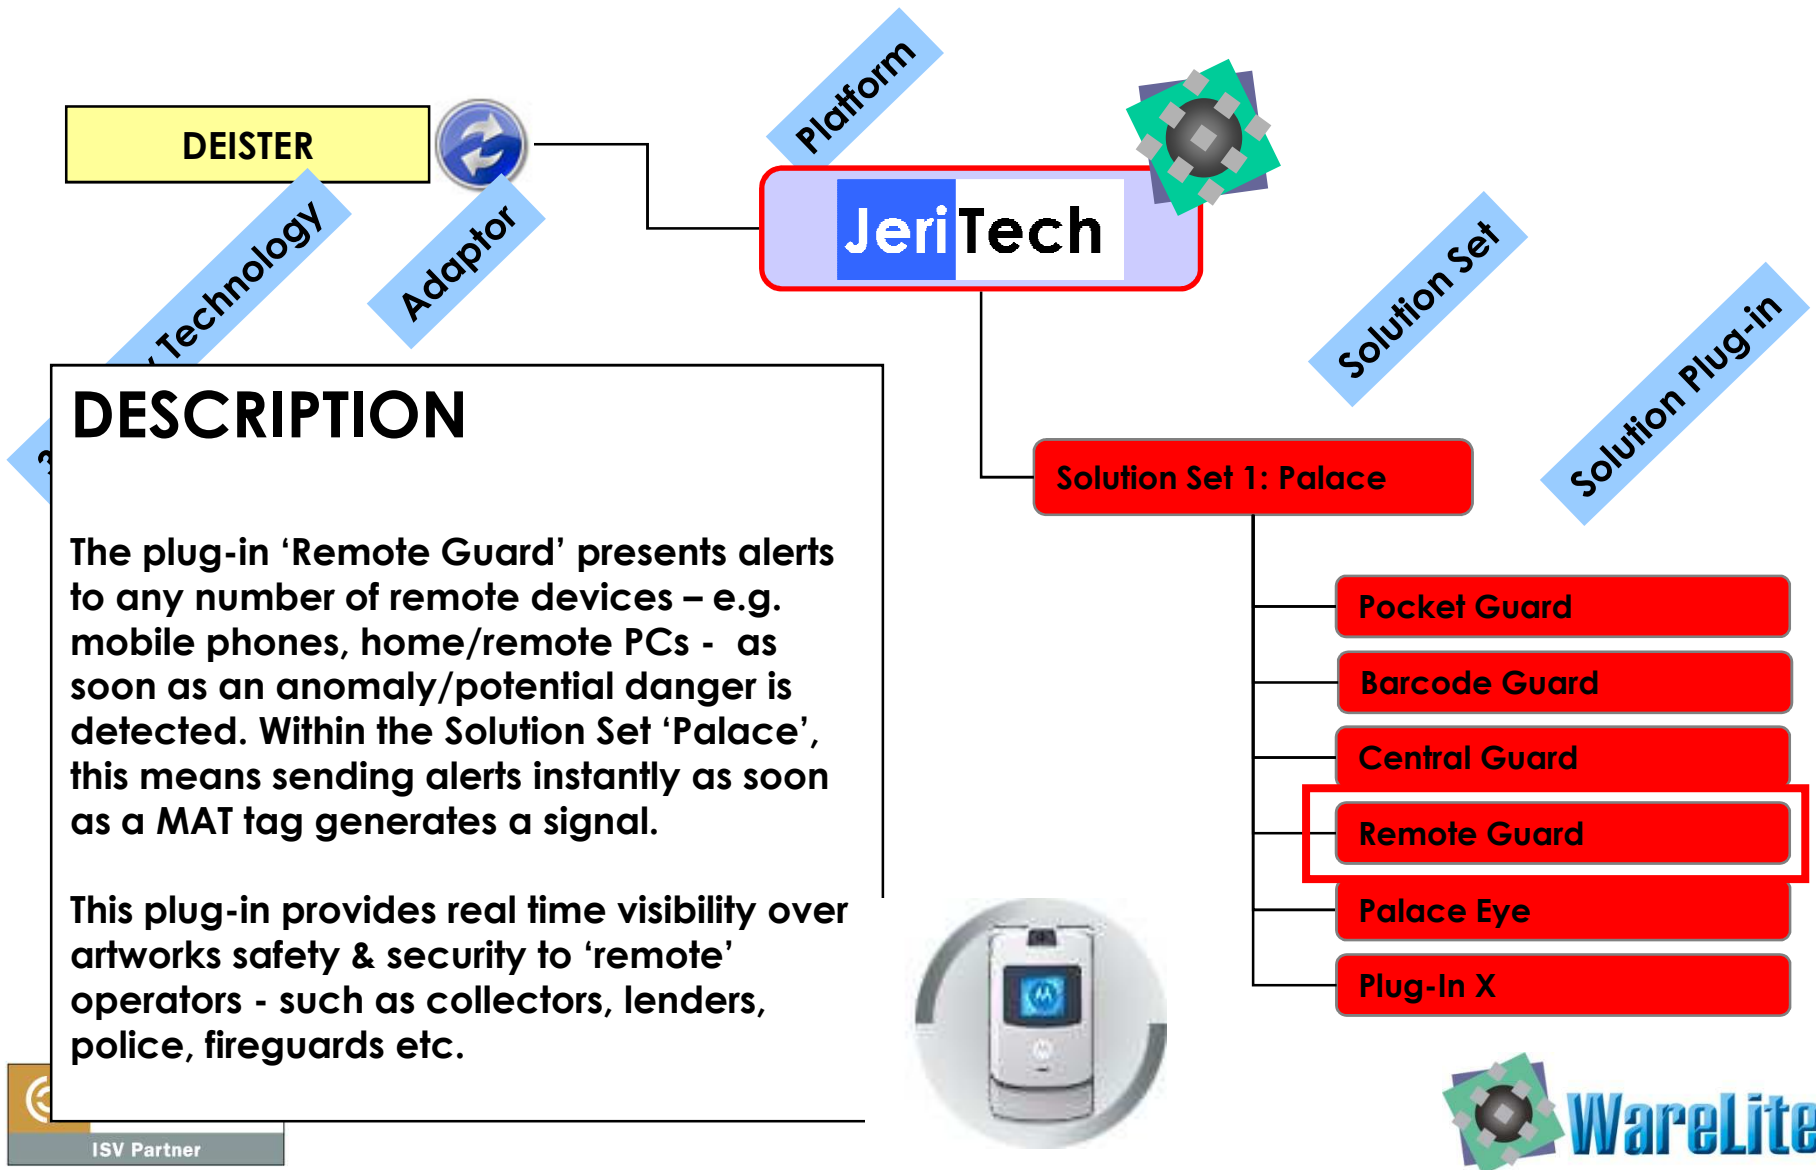 Platform
DEISTER
JeriTech
Technology
Adaptor
Solution Set
Solution Plug-in
DESCRIPTION
The plug-in ‘Remote Guard’ presents alerts
to any number of remote devices – e.g.
mobile phones, home/remote PCs -  as
soon as an anomaly/potential danger is
detected. Within the Solution Set ‘Palace’,
this means sending alerts instantly as soon
as a MAT tag generates a signal.
This plug-in provides real time visibility over
artworks safety & security to ‘remote’
operators - such as collectors, lenders,
police, fireguards etc.
Solution Set 1: Palace
Pocket Guard
Barcode Guard
Central Guard
Remote Guard
Palace Eye
Plug-In X
ISV Partner
WareLite